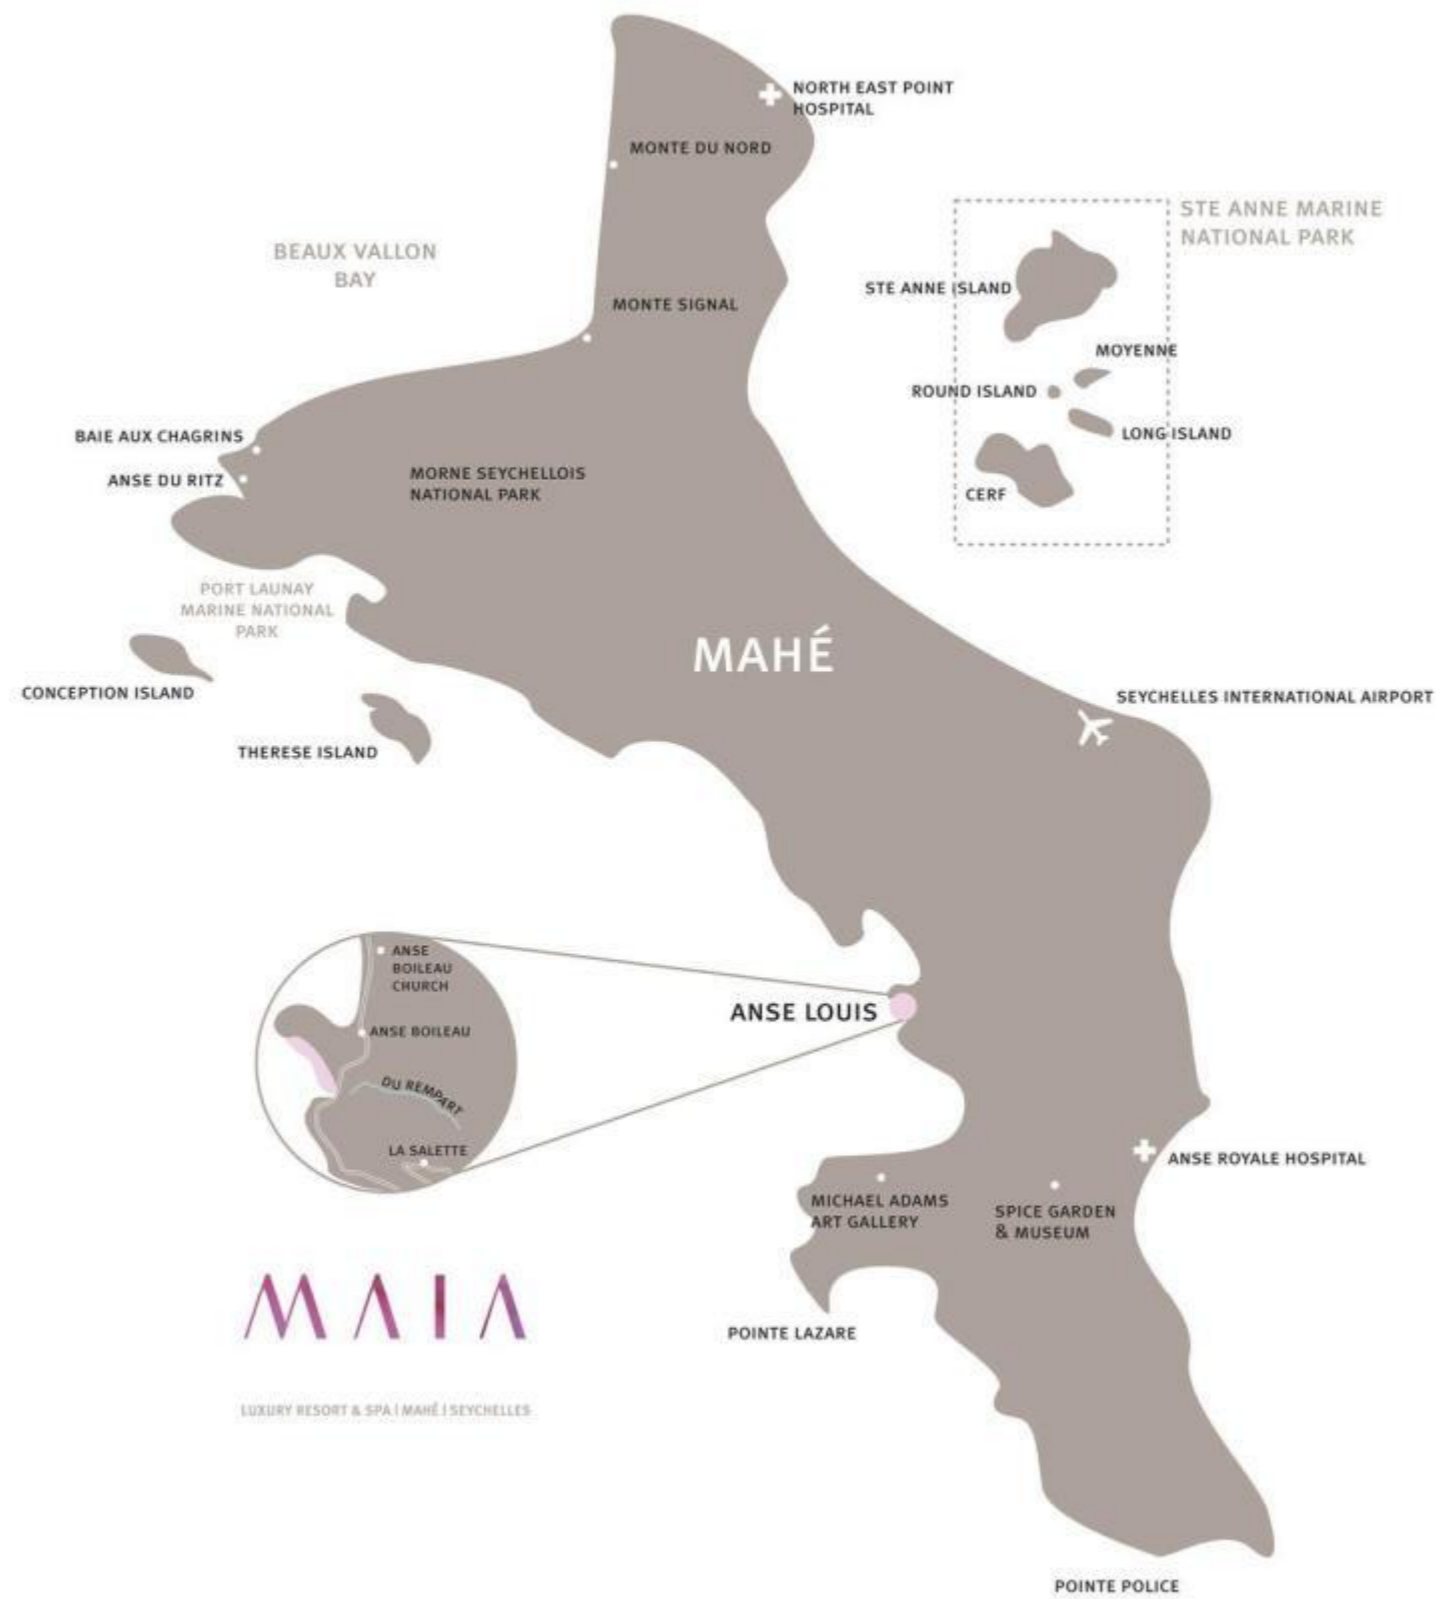 NORTH EAST POINT
HOSPITAL
MONTE DU NORD
STE ANNE MARINE
NATIONAL PARK
BEAUX VALLON
BAY
STE ANNE ISLAND
MONTE SIGNAL
MOYENNE
ROUND ISLAND
LONG ISLAND
BAIE AUX CHAGRINS
ANSE DU RITZ
MORNE SEYCHELLOIS
NATIONAL PARK
CERF
PORT LAUNAY
MARINE NATIONAL
PARK
MAHÉ
CONCEPTION ISLAND
SEYCHELLES INTERNATIONAL AIRPORT
THERESE ISLAND
ANSE
BOILEAU
CHURCH
ANSE LOUIS
ANSE BOILEAU
DU REMPART
LA SALETTE
ANSE ROYALE HOSPITAL
MICHAEL ADAMS
ART GALLERY
SPICE GARDEN
& MUSEUM
MAIA
POINTE LAZARE
LUXURY RESORT & SPA | MAHÉ | SEYCHELLES
POINTE POLICE